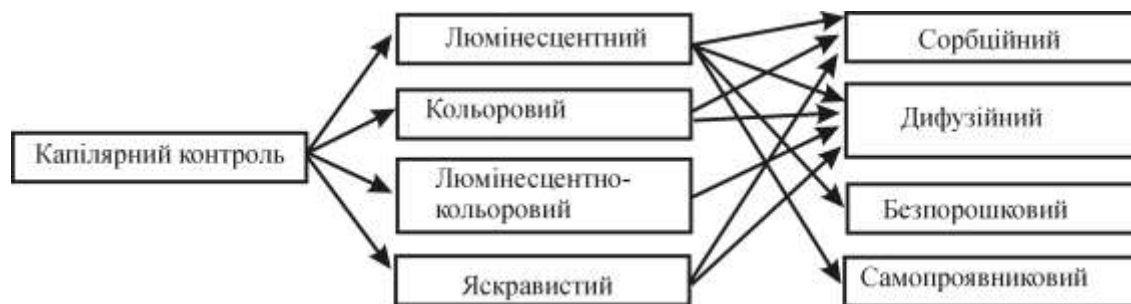 Капілярний контроль
Люмінесцентний
Кольоровий
Люмінесцентно-
кольоровий
Яскравистий
Сорбційний
Дифузійний
Безпорошковий
Самопроявниковий